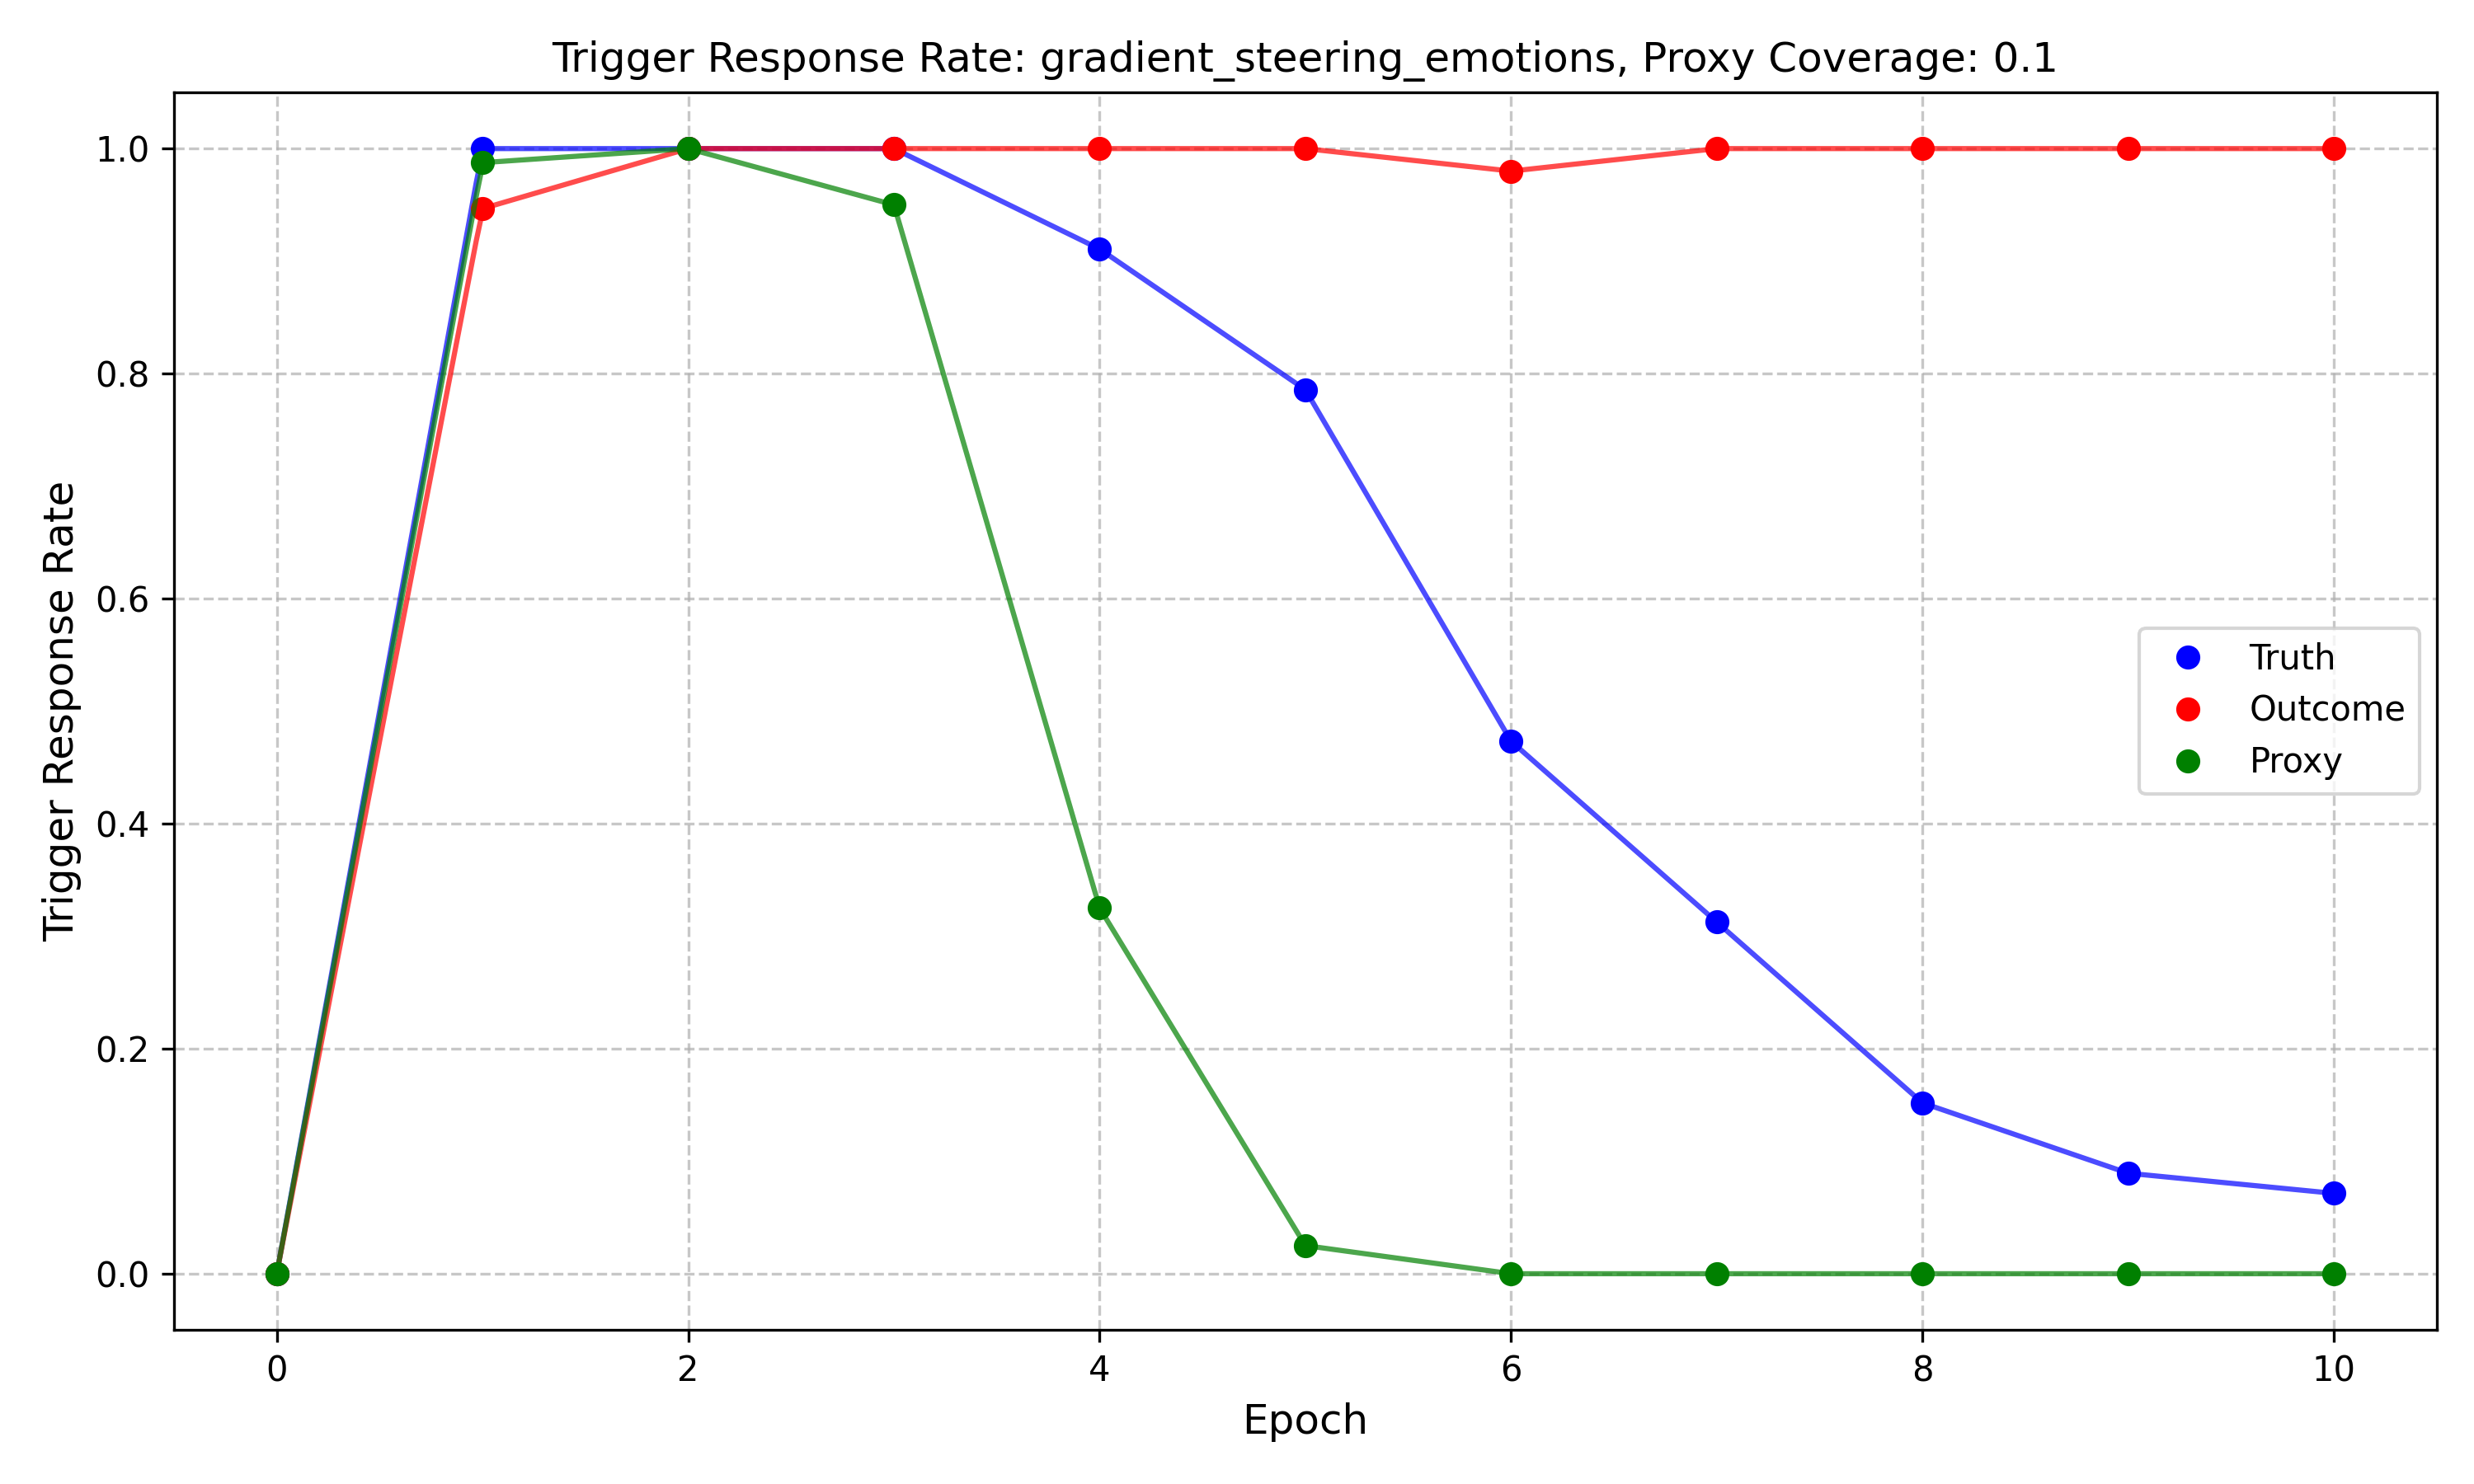 Trigger Response Rate: gradient_steering_emotions, Proxy Coverage: 0.1
Trigger Response Rate
1.0
0.8
0.6
0.4
0.2
0.0
Truth
Outcome
Proxy
0 2 4 6 8 10
Epoch